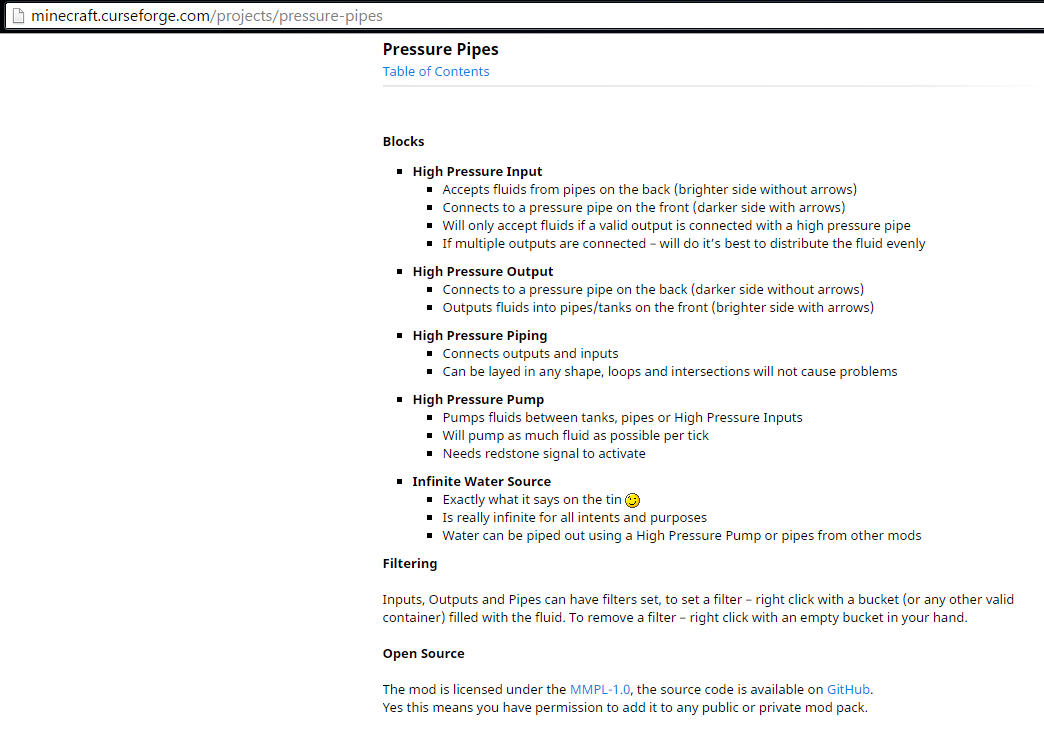 minecraft.curseforge.com/projects/pressure-pipes
Pressure Pipes
Table of Contents
Blocks
High Pressure Input
Accepts fluids from pipes on the back (brighter side without arrows)
Connects to a pressure pipe on the front (darker side with arrows)
Will only accept fluids if a valid output is connected with a high pressure pipe
If multiple outputs are connected – will do it's best to distribute the fluid evenly
High Pressure Output
Connects to a pressure pipe on the back (darker side without arrows)
Outputs fluids into pipes/tanks on the front (brighter side with arrows)
High Pressure Piping
Connects outputs and inputs
Can be layed in any shape, loops and intersections will not cause problems
High Pressure Pump
Pumps fluids between tanks, pipes or High Pressure Inputs
Will pump as much fluid as possible per tick
Needs redstone signal to activate
Infinite Water Source
Exactly what it says on the tin
Is really infinite for all intents and purposes
Water can be piped out using a High Pressure Pump or pipes from other mods
Filtering
Inputs, Outputs and Pipes can have filters set, to set a filter – right click with a bucket (or any other valid
container) filled with the fluid. To remove a filter – right click with an empty bucket in your hand.
Open Source
The mod is licensed under the MMPL-1.0, the source code is available on GitHub.
Yes this means you have permission to add it to any public or private mod pack.